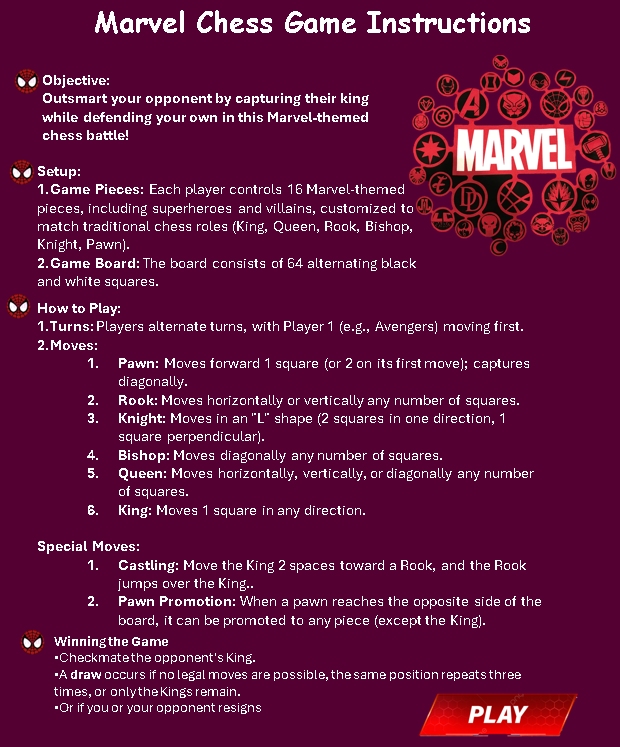 Marvel Chess Game Instructions
Objective:
Outsmart your opponent by capturing their king
while defending your own in this Marvel-themed
chess battle!
MARVEL
Setup:
1.Game Pieces: Each player controls 16 Marvel-themed
pieces, including superheroes and villains, customized to
match traditional chess roles (King, Queen, Rook, Bishop,
Knight, Pawn).
2.Game Board: The board consists of 64 alternating black
and white squares.
How to Play:
1.Turns: Players alternate turns, with Player 1 (e.g., Avengers) moving first.
2.Moves:
1. Pawn: Moves forward 1 square (or 2 on its first move); captures
diagonally.
2. Rook: Moves horizontally or vertically any number of squares.
3. Knight: Moves in an "L" shape (2 squares in one direction, 1
square perpendicular).
4. Bishop: Moves diagonally any number of squares.
5. Queen: Moves horizontally, vertically, or diagonally any number
of squares.
6. King: Moves 1 square in any direction.
Special Moves:
1. Castling: Move the King 2 spaces toward a Rook, and the Rook
jumps over the King..
2. Pawn Promotion: When a pawn reaches the opposite side of the
board, it can be promoted to any piece (except the King).
Winning the Game
•Checkmate the opponent's King.
•A draw occurs if no legal moves are possible, the same position repeats three
times, or only the Kings remain.
•Or if you or your opponent resigns
PLAY